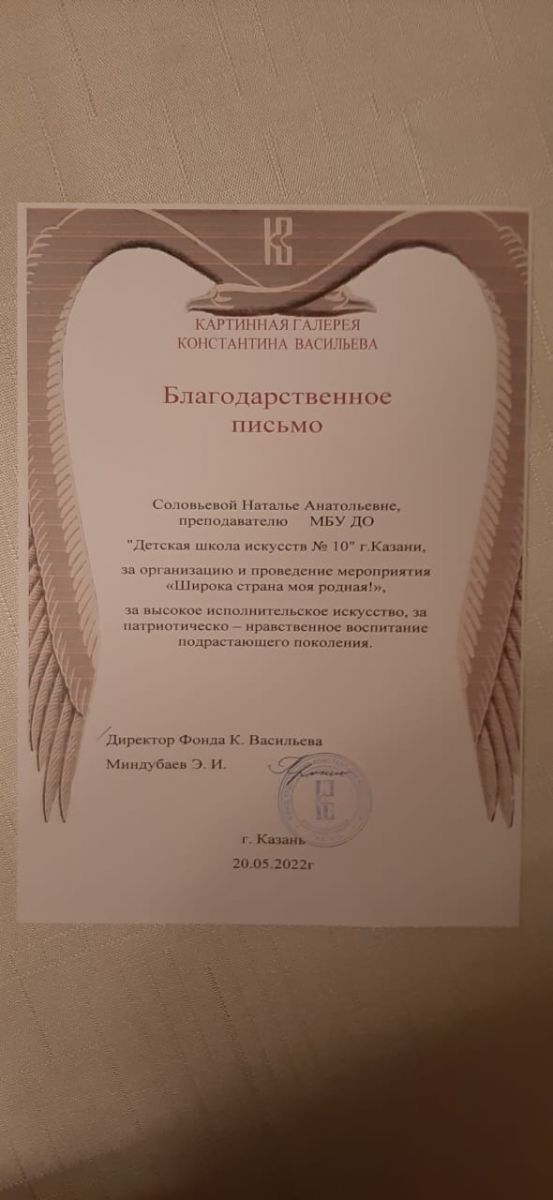 КАРТИННАЯ ГАЛЕРЕЯ
КОНСТАНТИНА ВАСИЛЬЕВА
Благодарственное
письмо
Соловьевой Наталье Анатольевне,
преподавателю МБУ ДО
"Детская школа искусств № 10" г.Казани,
за организацию и проведение мероприятия
«Широка страна моя родная!»,
за высокое исполнительское искусство, за
патриотическо – нравственное воспитание
подрастающего поколения.
Директор Фонда К. Васильева
Миндубаев Э. И.
г. Казань
20.05.2022г